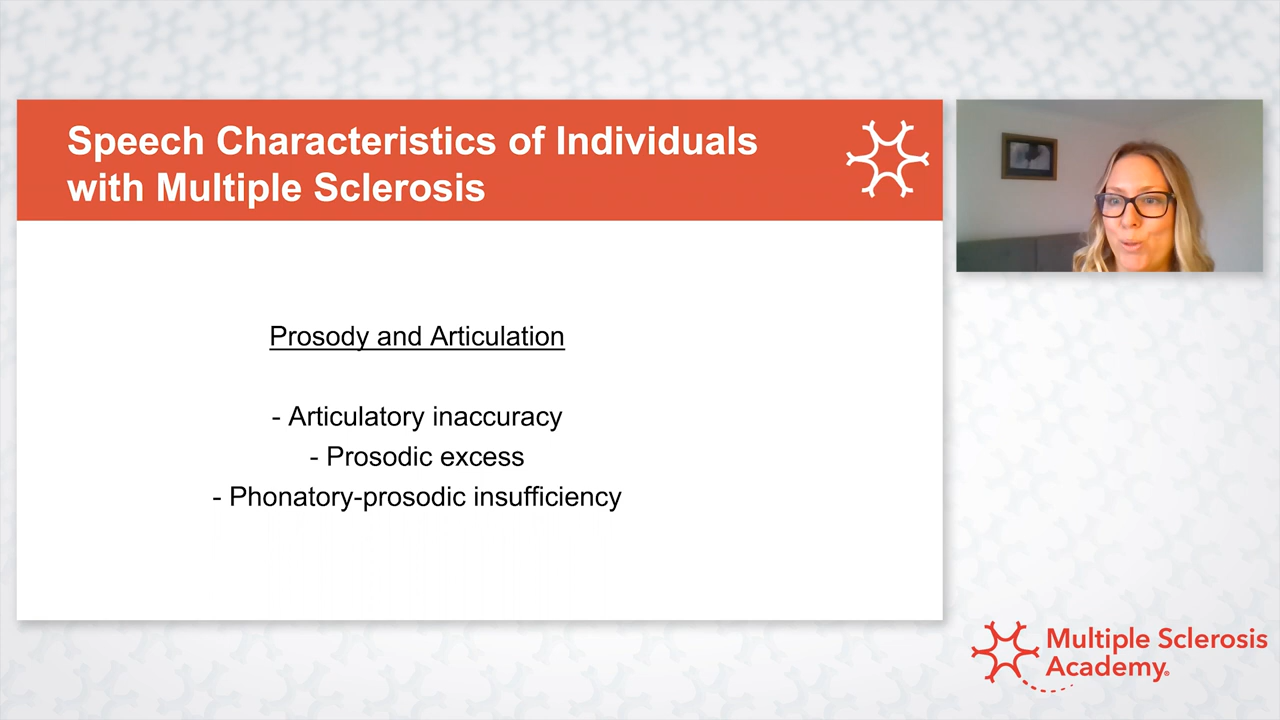 Speech Characteristics of Individuals
with Multiple Sclerosis
Prosody and Articulation
- Articulatory inaccuracy
- Prosodic excess
- Phonatory-prosodic insufficiency
Multiple Sclerosis
Academy®